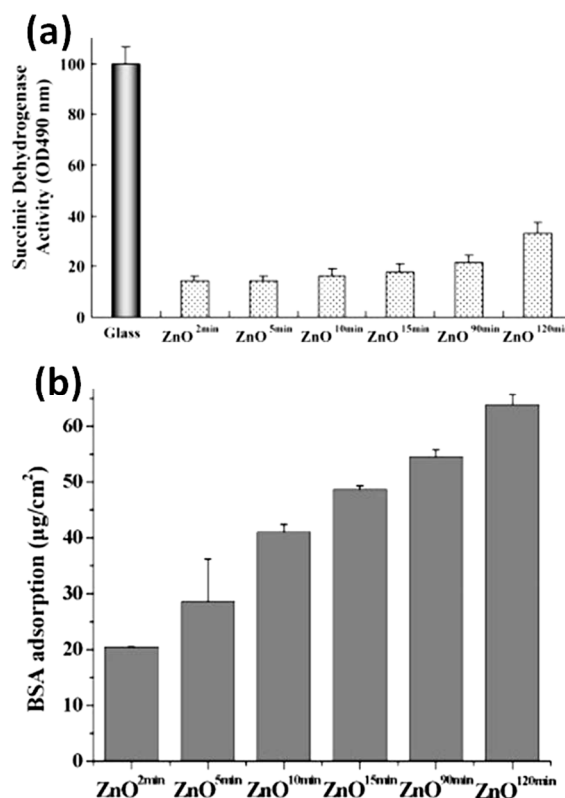 (a)
Succinic Dehydrogenase
Activity (OD490 nm)
100
80
60
40
20
0
Glass ZnO2min ZnO5min ZnO10min ZnO15min ZnO90min ZnO120min
(b)
BSA adsorption (µg/cm²)
60
50
40
30
20
10
0
ZnO2min ZnO5min ZnO10min ZnO15min ZnO90min ZnO120min